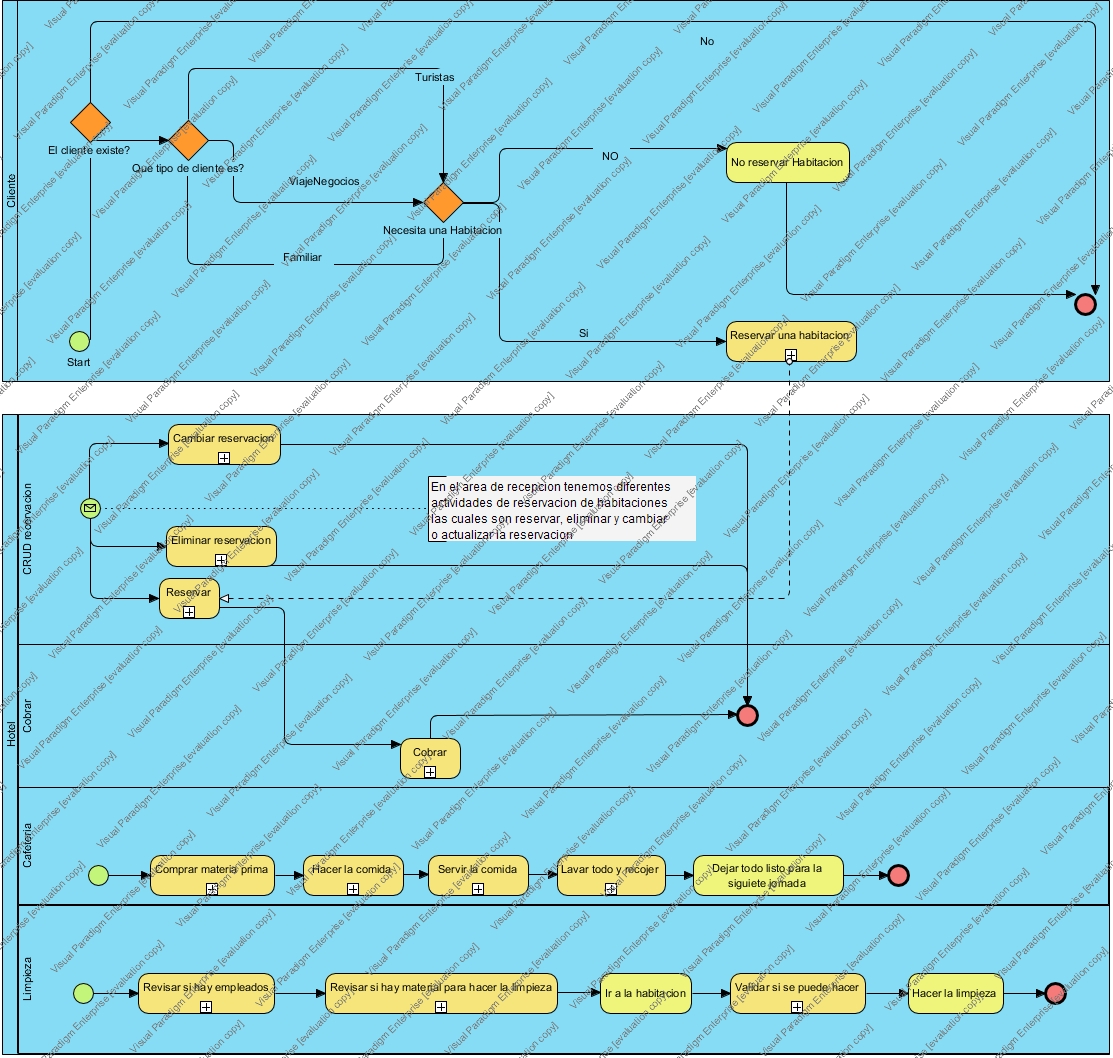 Cliente
No
Turistas
El cliente existe?
Que tipo de cliente es?
ViajeNegocios
NO
No reservar Habitacion
Necesita una Habitacion
Familiar
Si
Reservar una habitacion
Start
Hotel
CRUD reservacion
Cambiar reservacion
En el area de recepcion tenemos diferentes
actividades de reservacion de habitaciones
las cuales son reservar, eliminar y cambiar
o actualizar la reservacion
Eliminar reservacion
Reservar
Cobrar
Cobrar
Cafeteria
Comprar materia prima
Hacer la comida
Servir la comida
Lavar todo y recojer
Dejar todo listo para la
siguiete jornada
Limpieza
Revisar si hay empleados
Revisar si hay material para hacer la limpieza
Ir a la habitacion
Validar si se puede hacer
Hacer la limpieza
Visual Paradigm Enterprise [evaluation copy]